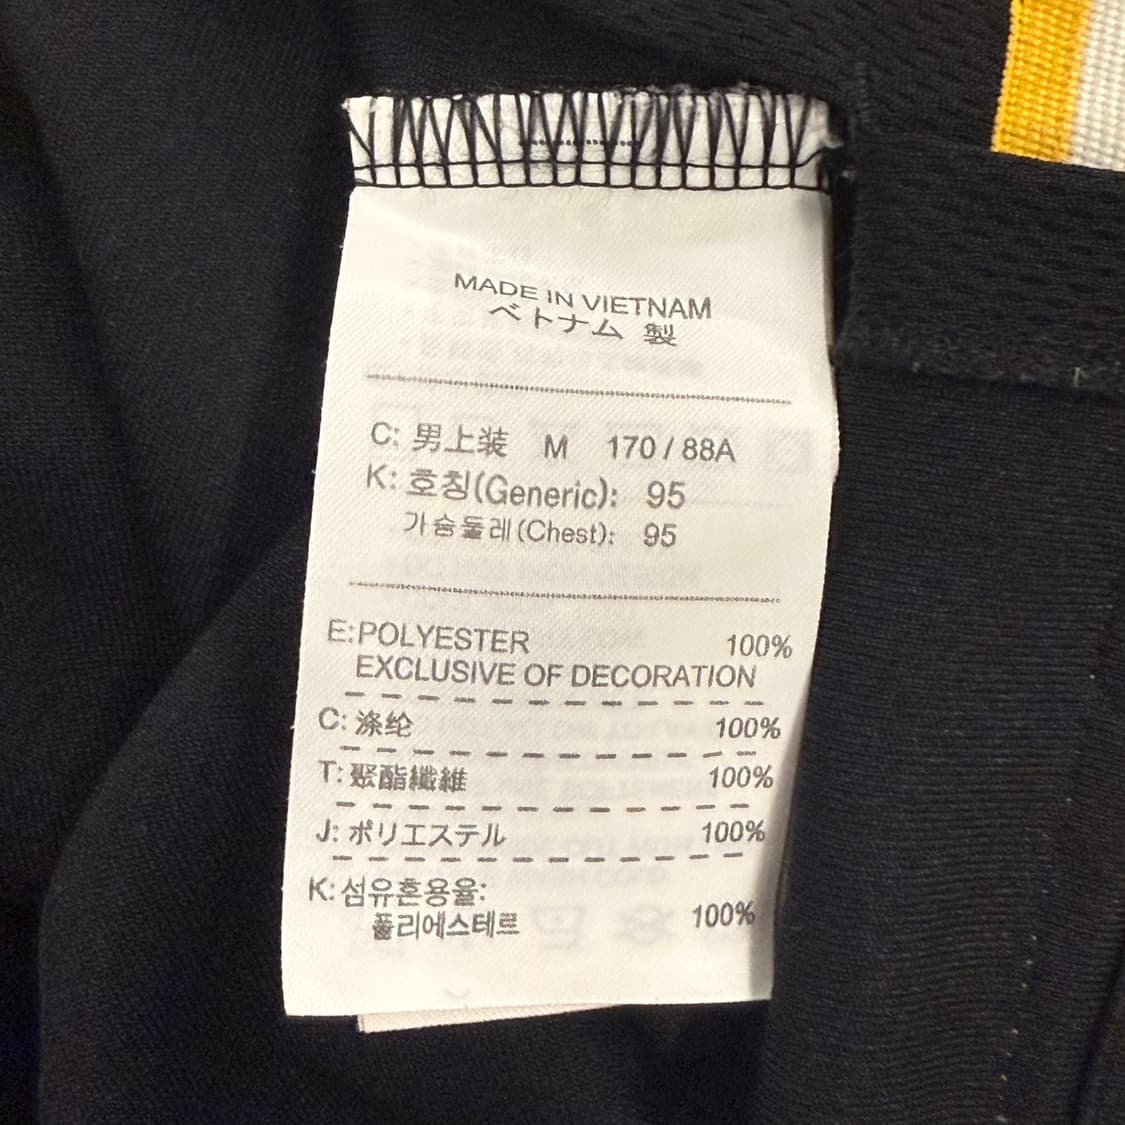 MADE IN VIETNAM
ベトナム 製
C: 男上装 M 170 / 88A
K: 호칭(Generic): 95
가슴둘레(Chest): 95
E:POLYESTER 100%
EXCLUSIVE OF DECORATION
C: 涤纶 100%
T: 聚酯纖維 100%
J: ポリエステル 100%
K: 섬유혼용율:
폴리에스테르 100%